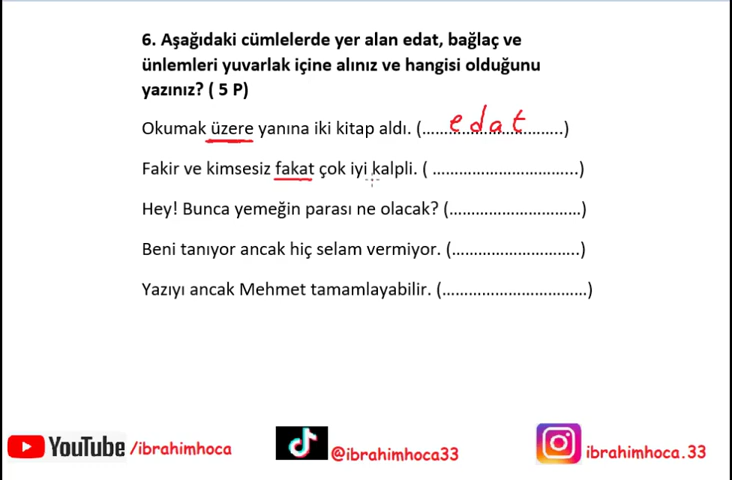 6. Aşağıdaki cümlelerde yer alan edat, bağlaç ve
ünlemleri yuvarlak içine alınız ve hangisi olduğunu
yazınız? ( 5 P)
Okumak üzere yanına iki kitap aldı. (......edat..........)
Fakir ve kimsesiz fakat çok iyi kalpli. ( ................................)
Hey! Bunca yemeğin parası ne olacak? (.............................)
Beni tanıyor ancak hiç selam vermiyor. (............................)
Yazıyı ancak Mehmet tamamlayabilir. (................................)
YouTube /ibrahimhoca @ibrahimhoca33 ibrahimhoca.33